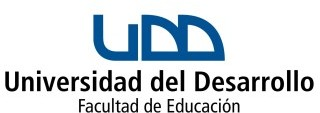 UDD
Universidad del Desarrollo
Facultad de Educación